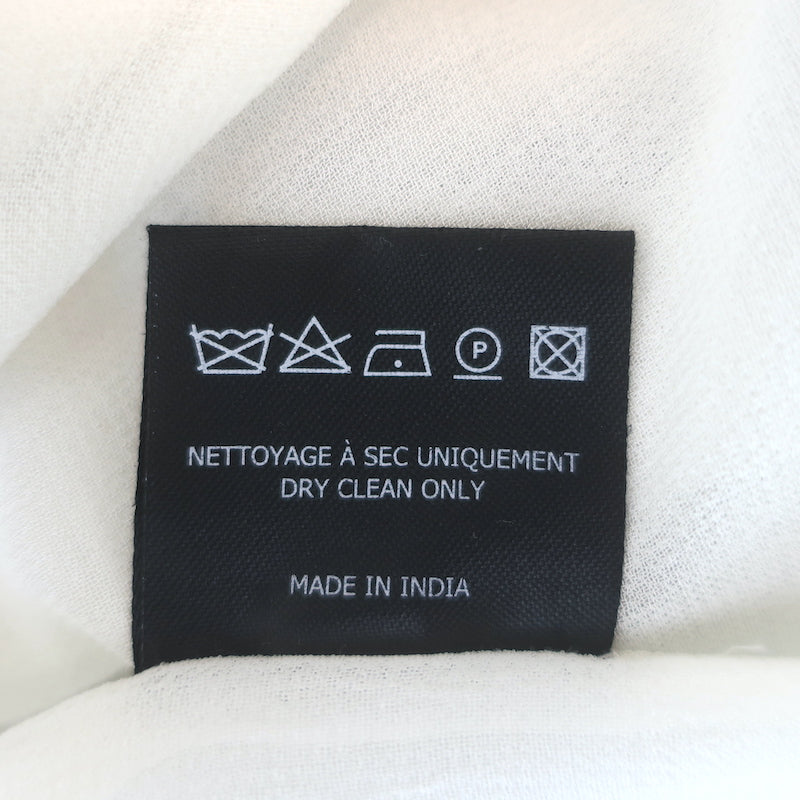 P
NETTOYAGE À SEC UNIQUEMENT
DRY CLEAN ONLY
MADE IN INDIA